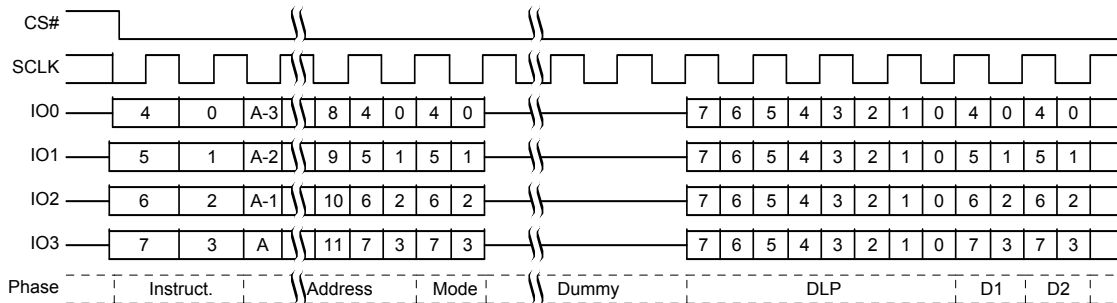 CS#
SCLK
IO0 4 0 A-3 8 4 0 4 0 7 6 5 4 3 2 1 0 4 0 4 0
IO1 5 1 A-2 9 5 1 5 1 7 6 5 4 3 2 1 0 5 1 5 1
IO2 6 2 A-1 10 6 2 6 2 7 6 5 4 3 2 1 0 6 2 6 2
IO3 7 3 A 11 7 3 7 3 7 6 5 4 3 2 1 0 7 3 7 3
Phase Instruct. Address Mode Dummy DLP D1 D2